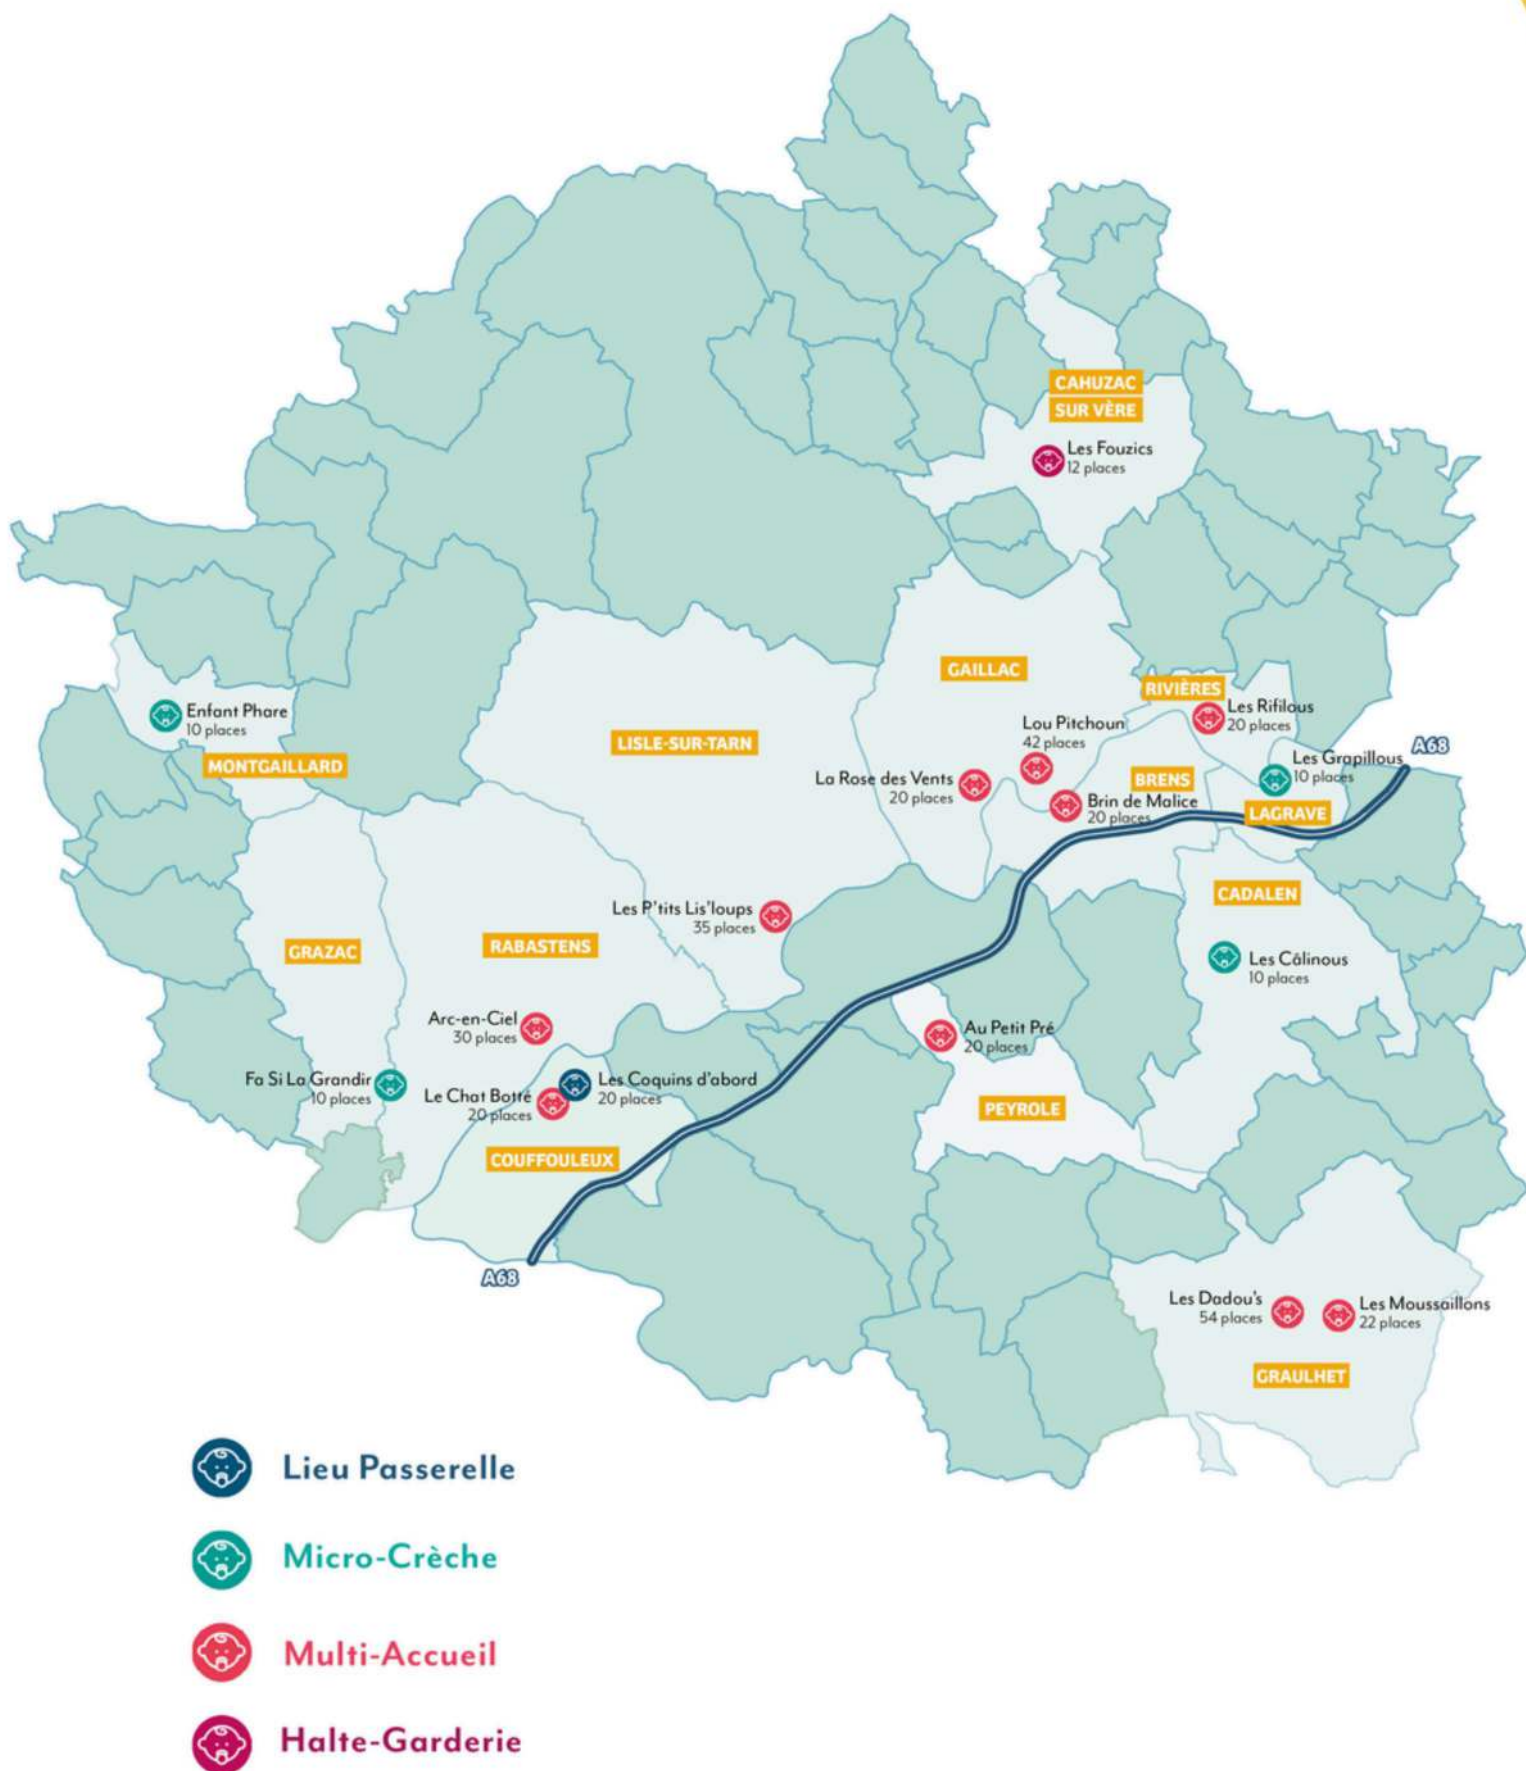 CAHUZAC
SUR VÈRE
Les Fouzics
12 places
GAILLAC
RIVIÈRES
Les Rifilous
20 places
Enfant Phare
10 places
MONTGAILLARD
LISLE-SUR-TARN
Lou Pitchoun
42 places
La Rose des Vents
20 places
BRENS
Brin de Malice
20 places
Les Grapillous
10 places
A68
LAGRAVE
CADALEN
Les Câlinous
10 places
Les P'tits Lis'loups
35 places
GRAZAC
RABASTENS
Arc-en-Ciel
30 places
Au Petit Pré
20 places
Fa Si La Grandir
10 places
Le Chat Botté
20 places
Les Coquins d'abord
20 places
PEYROLE
COUFFOULEUX
A68
Les Dadou's
54 places
Les Moussaillons
22 places
GRAULHET
Lieu Passerelle
Micro-Crèche
Multi-Accueil
Halte-Garderie